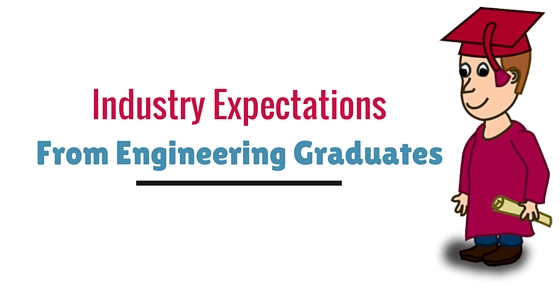 Industry Expectations
From Engineering Graduates